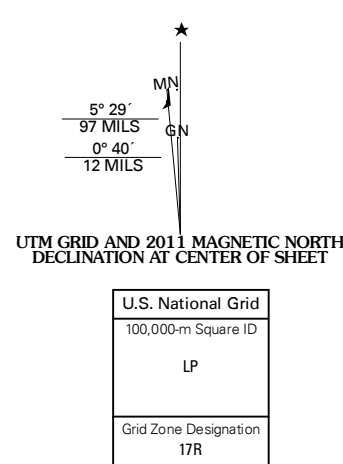 ★
MN
5° 29´
97 MILS
GN
0° 40´
12 MILS
UTM GRID AND 2011 MAGNETIC NORTH
DECLINATION AT CENTER OF SHEET
U.S. National Grid
100,000-m Square ID
LP
Grid Zone Designation
17R